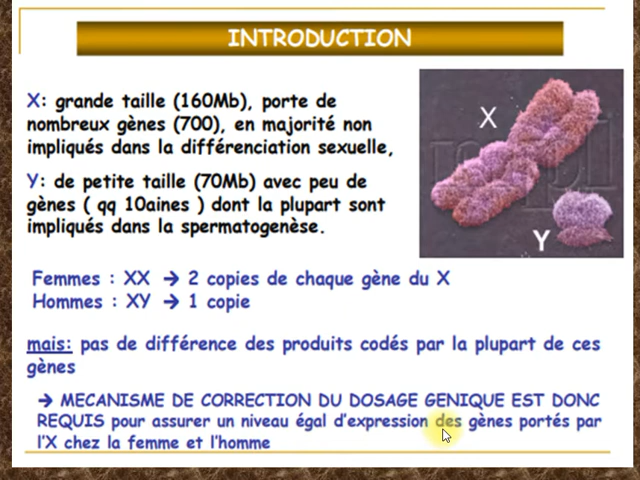 INTRODUCTION
X: grande taille (160Mb), porte de
nombreux gènes (700), en majorité non
impliqués dans la différenciation sexuelle,
Y: de petite taille (70Mb) avec peu de
gènes ( qq 10aines ) dont la plupart sont
impliqués dans la spermatogenèse.
X
Y
Femmes : XX → 2 copies de chaque gène du X
Hommes : XY → 1 copie
mais: pas de différence des produits codés par la plupart de ces
gènes
→ MECANISME DE CORRECTION DU DOSAGE GENIQUE EST DONC
REQUIS pour assurer un niveau égal d'expression des gènes portés par
l'X chez la femme et l'homme